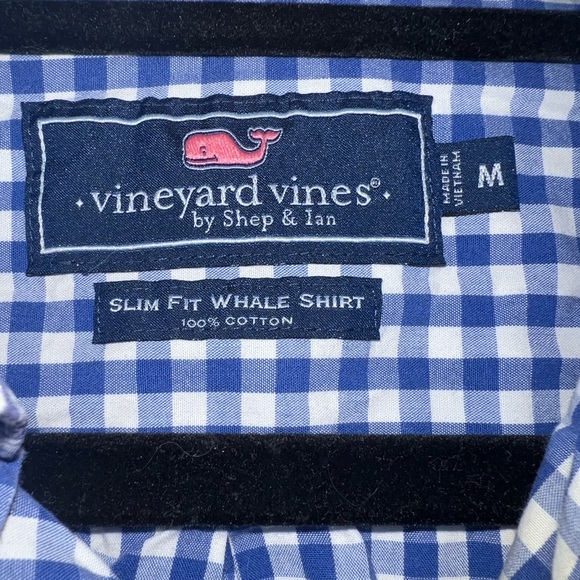 vineyard vines®
by Shep & Ian
MADE IN
VIETNAM
M
SLIM FIT WHALE SHIRT
100% COTTON